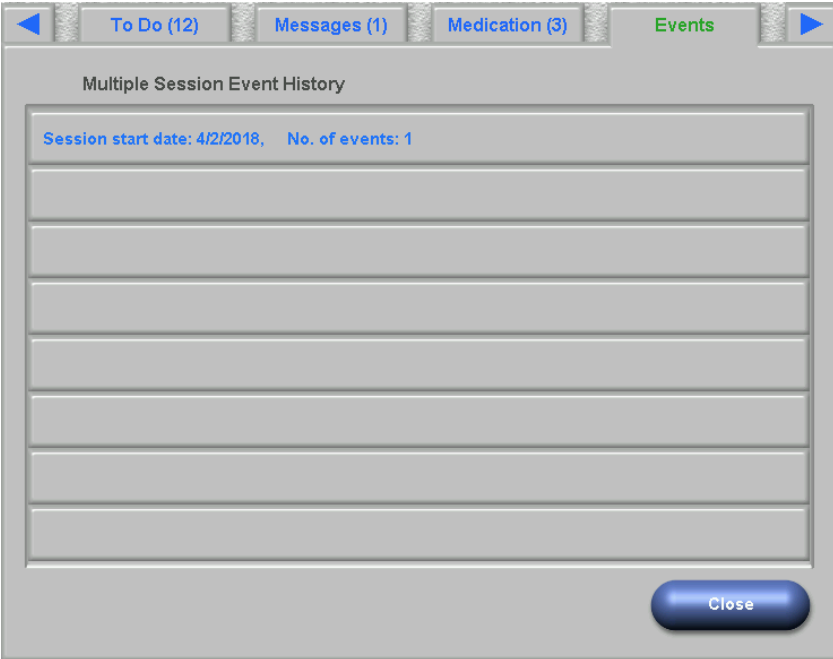 To Do (12) Messages (1) Medication (3) Events
Multiple Session Event History
Session start date: 4/2/2018, No. of events: 1
Close